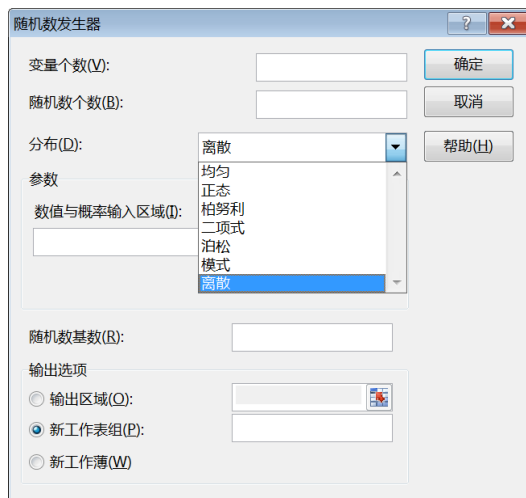 随机数发生器
变量个数(V):
确定
随机数个数(B):
取消
分布(D):
离散
帮助(H)
均匀
正态
柏努利
二项式
泊松
模式
离散
参数
数值与概率输入区域(I):
随机数基数(R):
输出选项
输出区域(O):
新工作表组(P):
新工作薄(W)